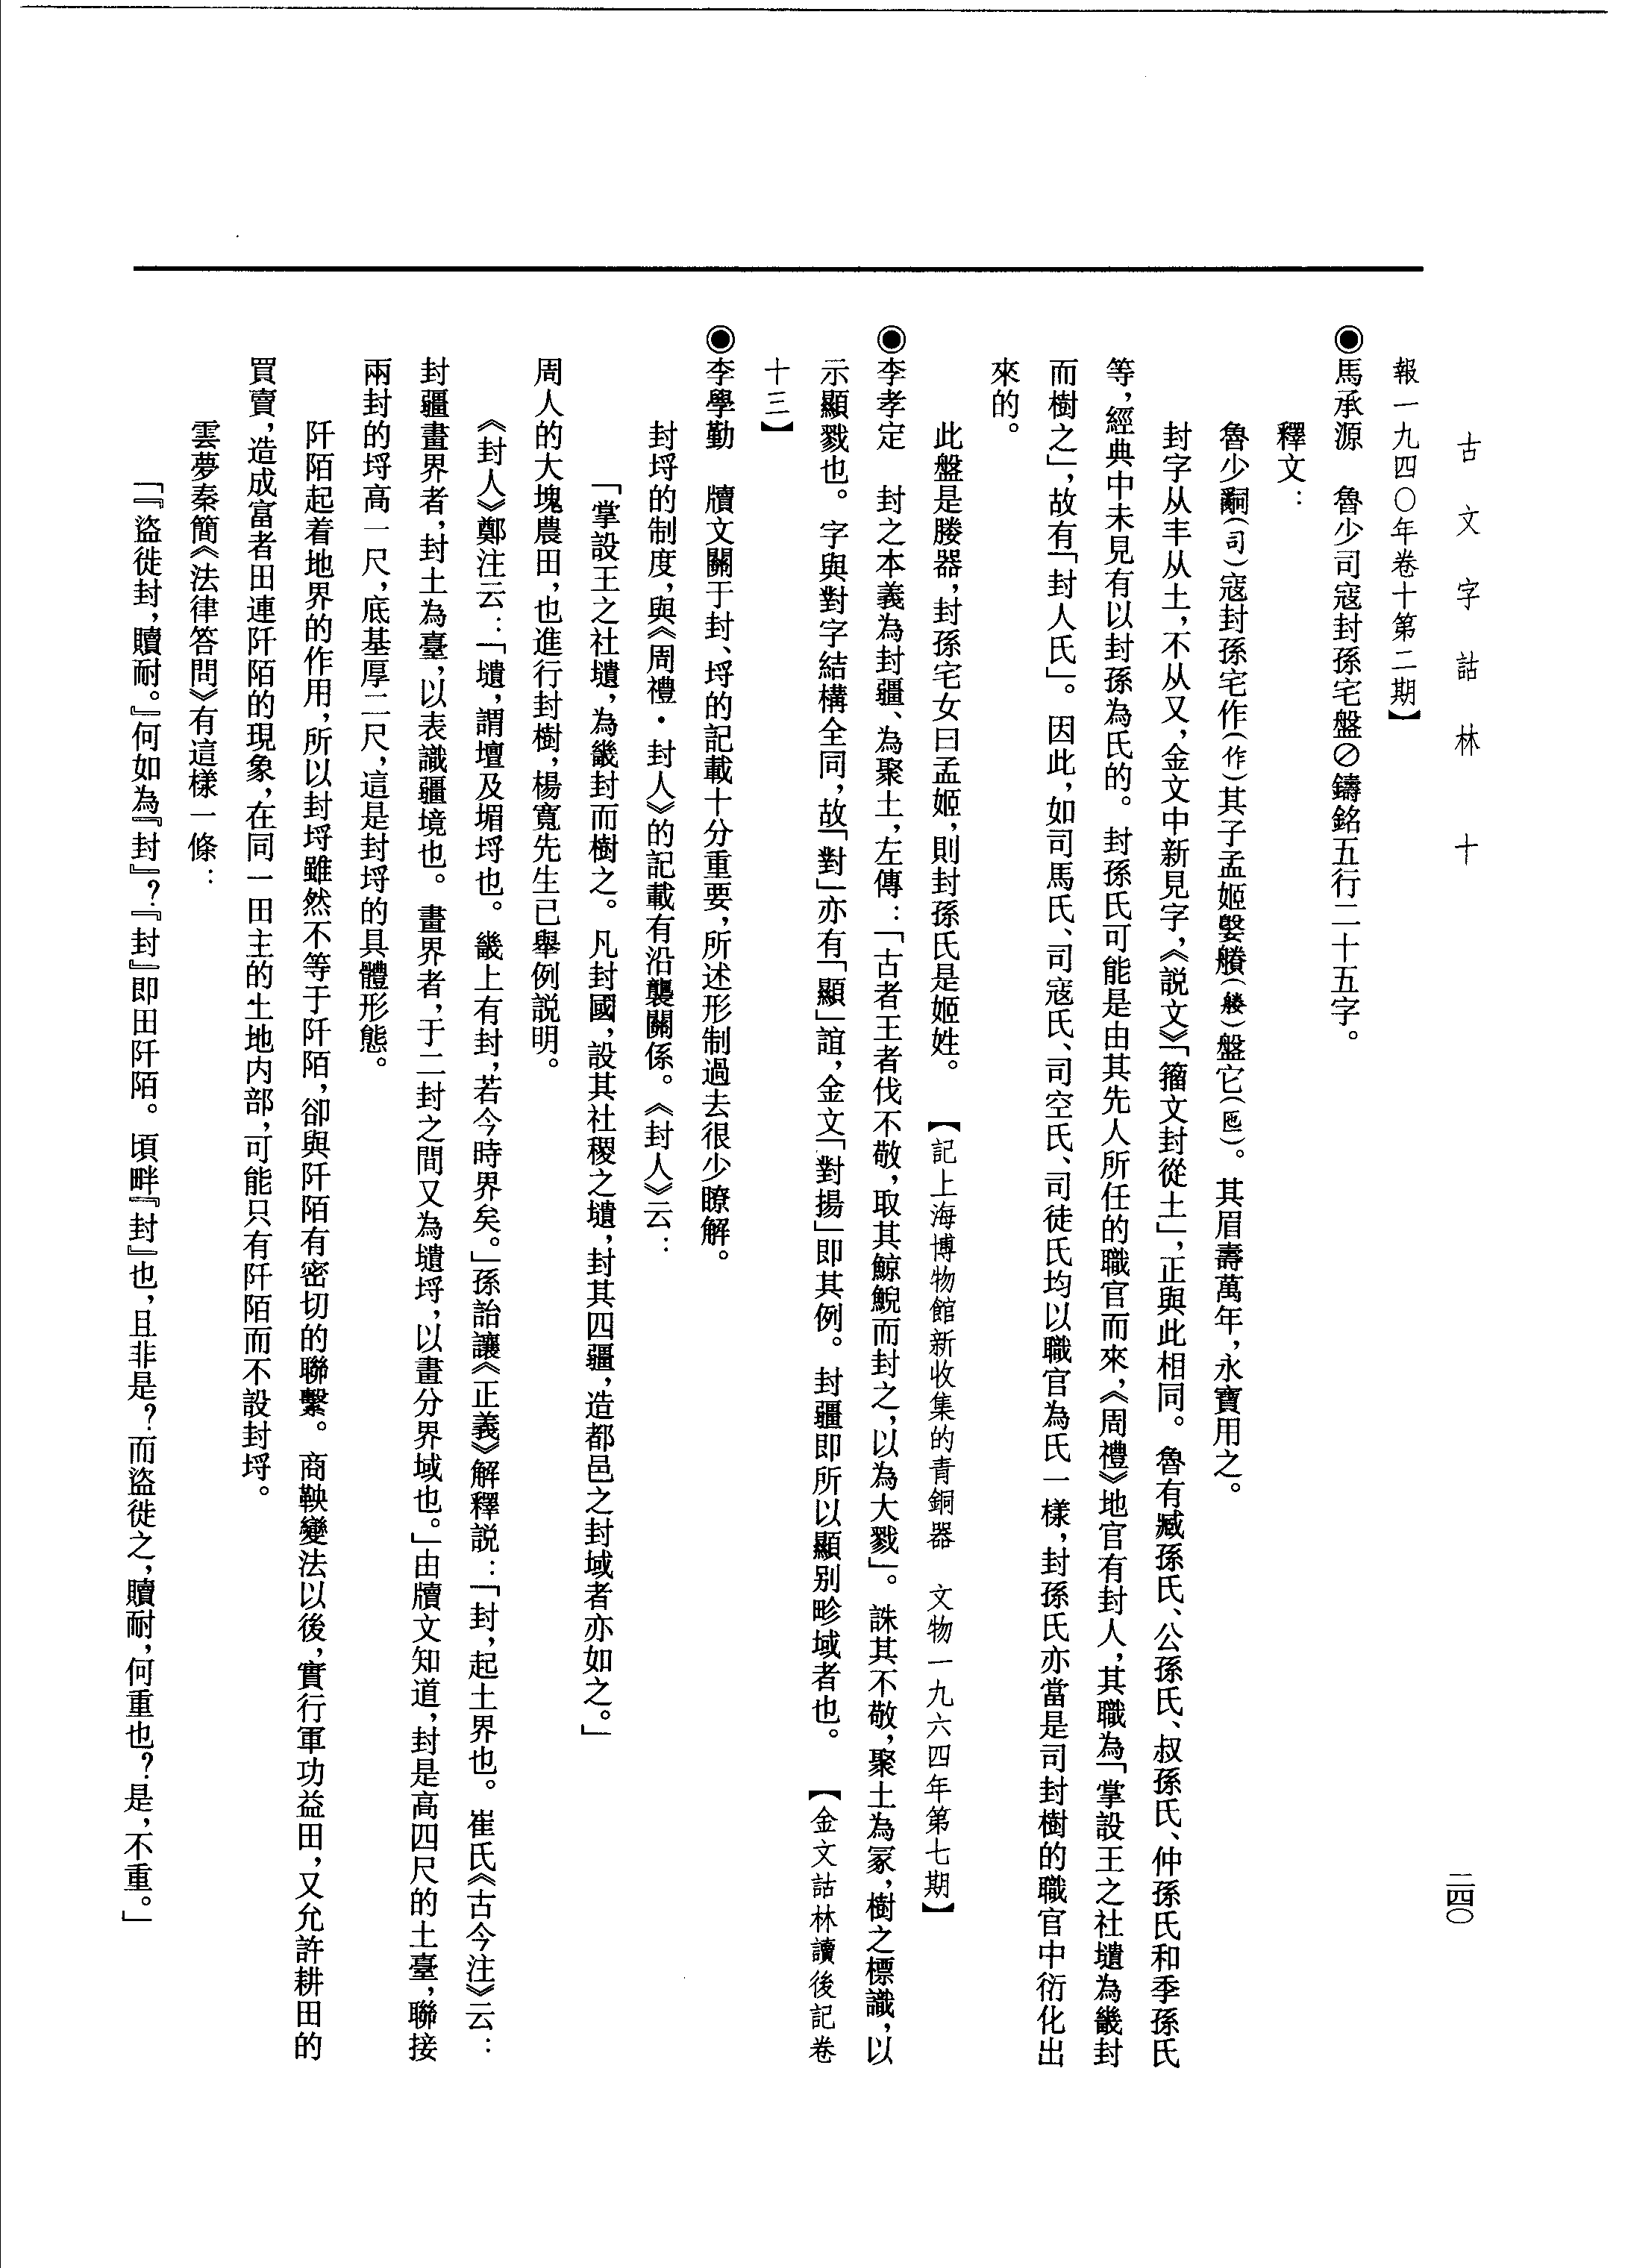 古文字詁林　十
二四〇
報一九四〇年卷十第二期】
◉馬承源　魯少司寇封孫宅盤⊘鑄銘五行二十五字。
釋文：
魯少嗣(司)寇封孫宅作(作)其子孟姬嫛賸(媵)盤它(匜)。其眉壽萬年，永寶用之。
封字从丰从土，不从又，金文中新見字，《説文》「籀文封從土」，正與此相同。魯有臧孫氏、公孫氏、叔孫氏、仲孫氏和季孫氏
等，經典中未見有以封孫為氏的。封孫氏可能是由其先人所任的職官而來，《周禮》地官有封人，其職為「掌設王之社壝為畿封
而樹之」，故有「封人氏」。因此，如司馬氏、司寇氏、司空氏、司徒氏均以職官為氏一樣，封孫氏亦當是司封樹的職官中衍化出
來的。
此盤是媵器，封孫宅女曰孟姬，則封孫氏是姬姓。　【記上海博物館新收集的青銅器　文物一九六四年第七期】
◉李孝定　封之本義為封疆、為聚土，左傳：「古者王者伐不敬，取其鯨鯢而封之，以為大戮」。誅其不敬，聚土為冢，樹之標識，以
示顯戮也。字與對字結構全同，故「對」亦有「顯」誼，金文「對揚」即其例。封疆即所以顯别畛域者也。　【金文詁林讀後記卷
十三】
◉李學勤　牘文關于封、埒的記載十分重要，所述形制過去很少瞭解。
封埒的制度，與《周禮・封人》的記載有沿襲關係。《封人》云：
「掌設王之社壝，為畿封而樹之。凡封國，設其社稷之壝，封其四疆，造都邑之封域者亦如之。」
周人的大塊農田，也進行封樹，楊寬先生已舉例説明。
《封人》鄭注云：「壝，謂壇及堳埒也。畿上有封，若今時界矣。」孫詒讓《正義》解釋説：「封，起土界也。崔氏《古今注》云：
封疆畫界者，封土為臺，以表識疆境也。畫界者，于二封之間又為壝埒，以畫分界域也。」由牘文知道，封是高四尺的土臺，聯接
兩封的埒高一尺，底基厚二尺，這是封埒的具體形態。
阡陌起着地界的作用，所以封埒雖然不等于阡陌，卻與阡陌有密切的聯繫。商鞅變法以後，實行軍功益田，又允許耕田的
買賣，造成富者田連阡陌的現象，在同一田主的土地内部，可能只有阡陌而不設封埒。
雲夢秦簡《法律答問》有這樣一條：
「『盜徙封，贖耐。』何如為『封』？『封』即田阡陌。頃畔『封』也，且非是？而盜徙之，贖耐，何重也？是，不重。」